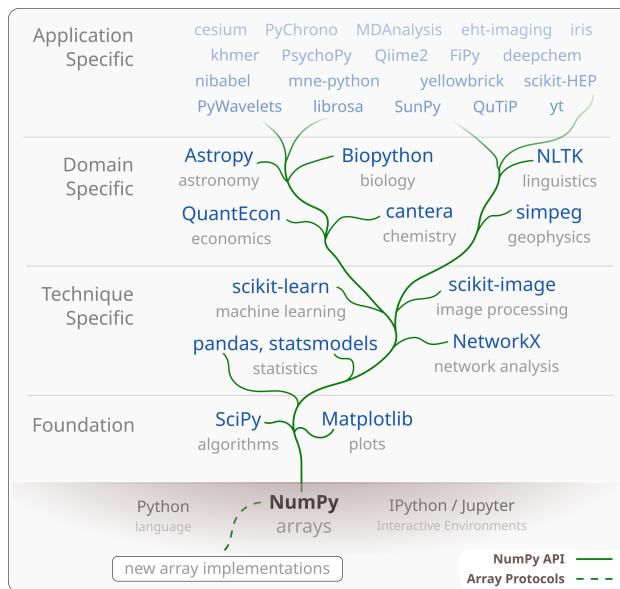 Application
Specific
cesium PyChrono MDAnalysis eht-imaging iris
khmer PsychoPy Qiime2 FiPy deepchem
nibabel mne-python yellowbrick scikit-HEP
PyWavelets librosa SunPy QuTiP yt
Domain
Specific
Astropy Biopython NLTK
astronomy biology linguistics
QuantEcon cantera simpeg
economics chemistry geophysics
Technique
Specific
scikit-learn scikit-image
machine learning image processing
pandas, statsmodels NetworkX
statistics network analysis
Foundation
SciPy Matplotlib
algorithms plots
Python NumPy IPython / Jupyter
language arrays Interactive Environments
new array implementations
NumPy API
Array Protocols